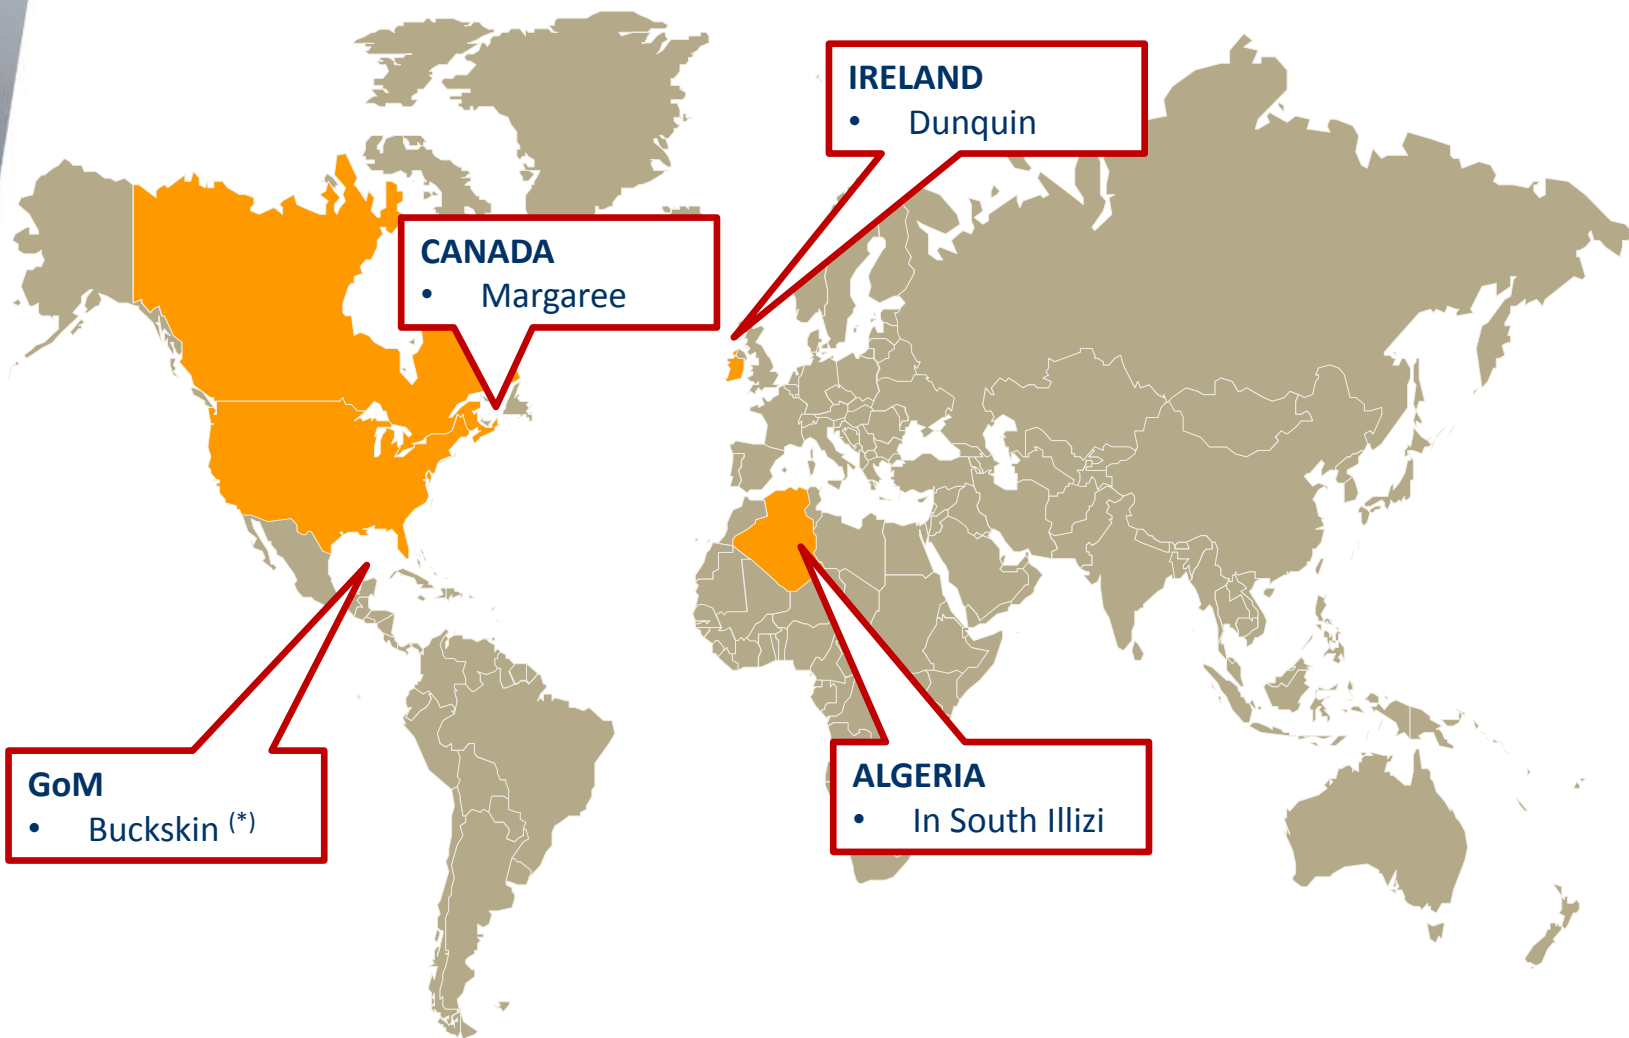 IRELAND
• Dunquin
CANADA
• Margaree
GoM
• Buckskin (*)
ALGERIA
• In South Illizi